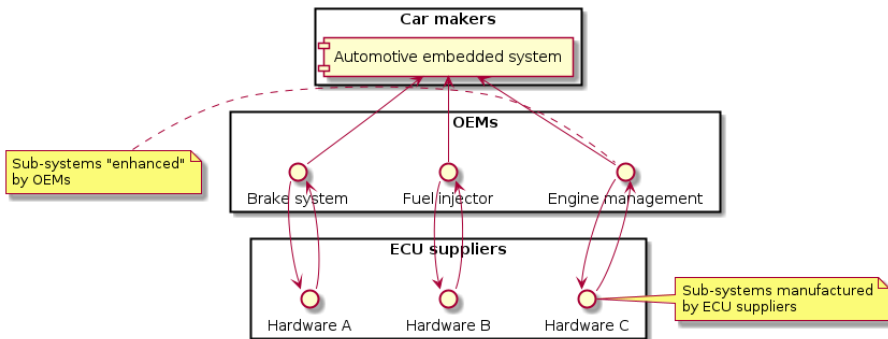 Car makers
Automotive embedded system
OEMs
Sub-systems "enhanced"
by OEMs
Brake system
Fuel injector
Engine management
ECU suppliers
Sub-systems manufactured
by ECU suppliers
Hardware A
Hardware B
Hardware C